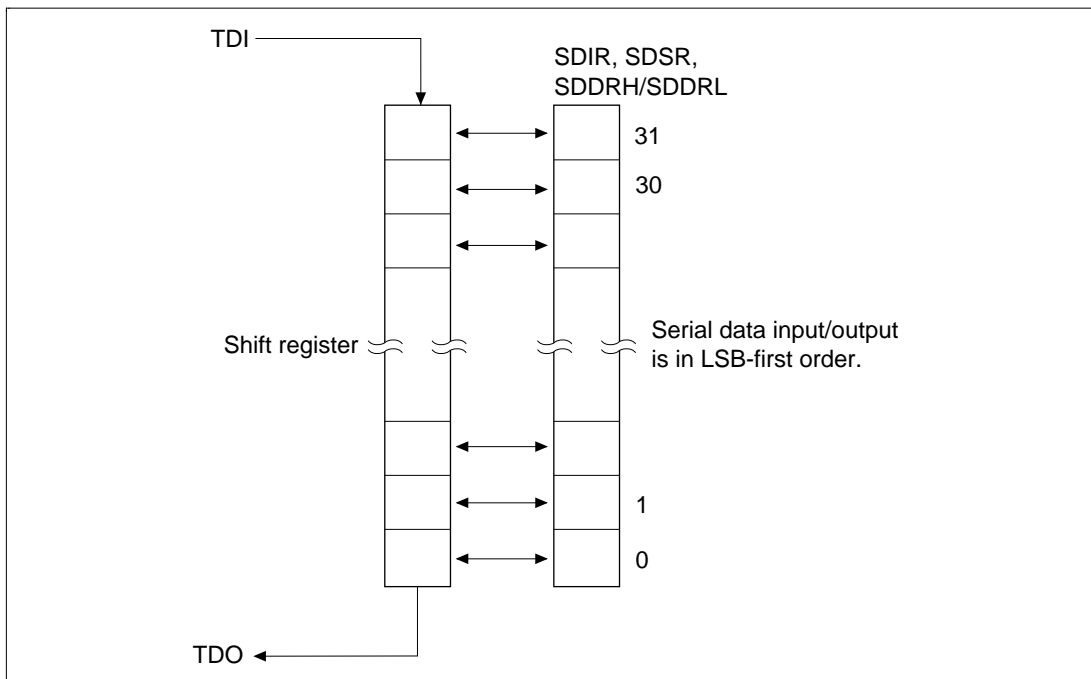 TDI
SDIR, SDSR,
SDDRH/SDDRL
31
30
Shift register
Serial data input/output
is in LSB-first order.
1
0
TDO